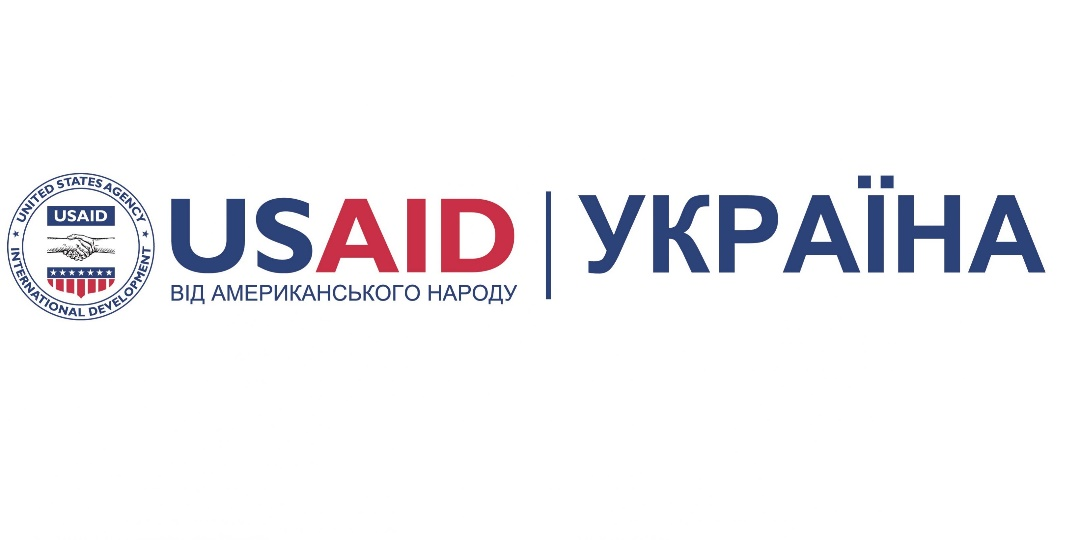 UNITED STATES AGENCY
USAID
INTERNATIONAL DEVELOPMENT
USAID
ВІД АМЕРИКАНСЬКОГО НАРОДУ
УКРАЇНА